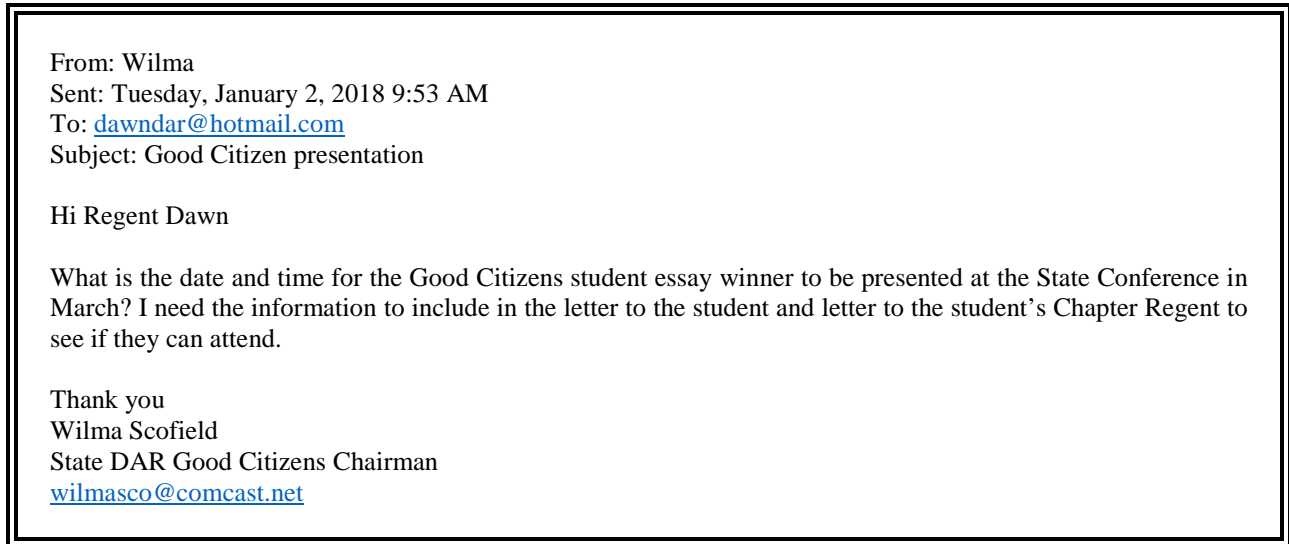 From: Wilma
Sent: Tuesday, January 2, 2018 9:53 AM
To: dawndar@hotmail.com
Subject: Good Citizen presentation
Hi Regent Dawn
What is the date and time for the Good Citizens student essay winner to be presented at the State Conference in
March? I need the information to include in the letter to the student and letter to the student’s Chapter Regent to
see if they can attend.
Thank you
Wilma Scofield
State DAR Good Citizens Chairman
wilmasco@comcast.net